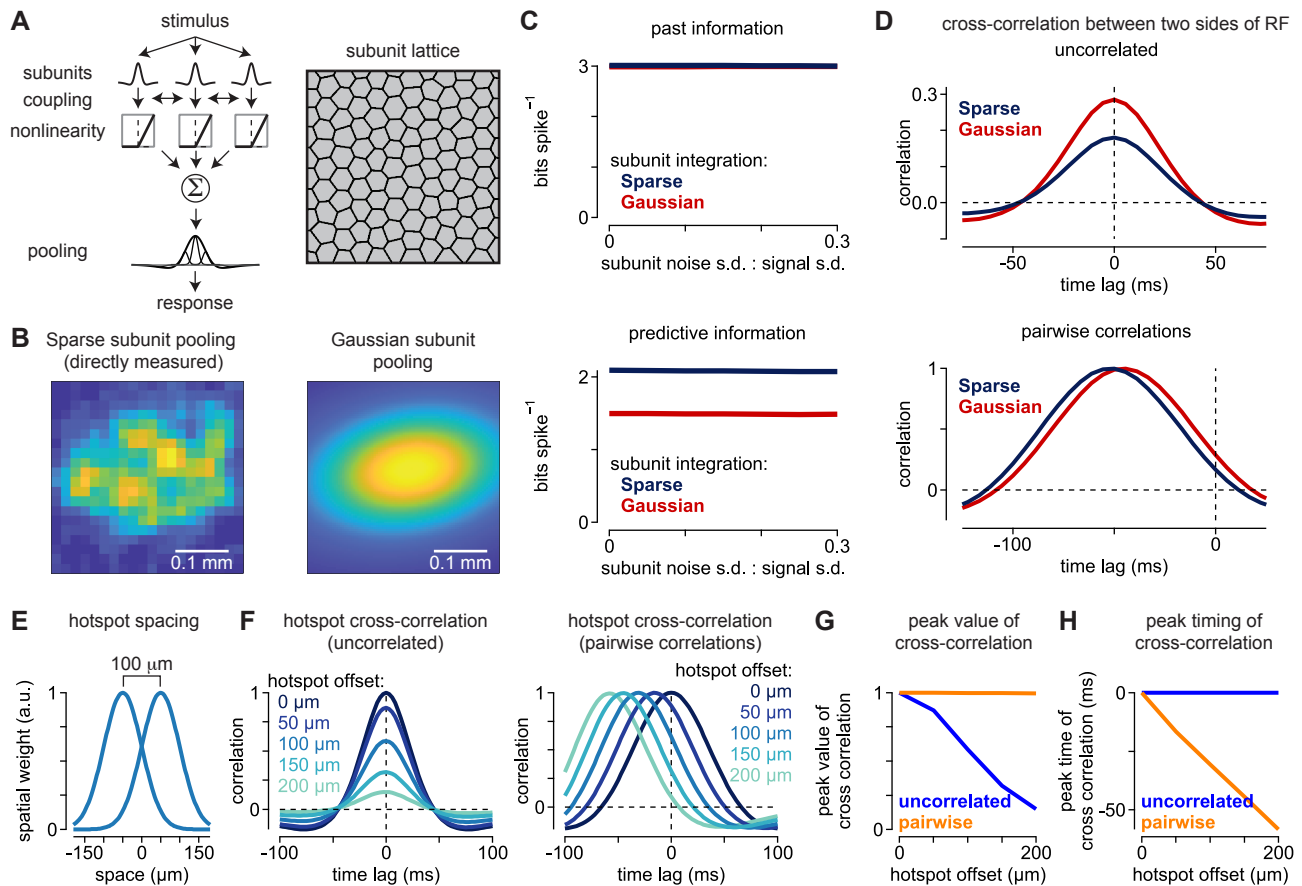 A
stimulus
subunits
coupling
nonlinearity
Σ
pooling
response
subunit lattice
B
Sparse subunit pooling
(directly measured)
0.1 mm
Gaussian subunit
pooling
0.1 mm
C
past information
3
bits spike⁻¹
subunit integration:
Sparse
Gaussian
0
0
0.3
subunit noise s.d. : signal s.d.
predictive information
2
bits spike⁻¹
subunit integration:
Sparse
Gaussian
0
0
0.3
subunit noise s.d. : signal s.d.
D
cross-correlation between two sides of RF
uncorrelated
0.3
Sparse
Gaussian
correlation
0.0
-50
0
50
time lag (ms)
pairwise correlations
1
Sparse
Gaussian
correlation
0
-100
0
time lag (ms)
E
hotspot spacing
100 μm
1
spatial weight (a.u.)
0
-150
0
150
space (μm)
F
hotspot cross-correlation
(uncorrelated)
hotspot offset:
1
0 μm
50 μm
100 μm
150 μm
200 μm
correlation
0
-100
0
100
time lag (ms)
hotspot cross-correlation
(pairwise correlations)
hotspot offset:
1
0 μm
50 μm
100 μm
150 μm
200 μm
correlation
0
-100
0
100
time lag (ms)
G
peak value of
cross-correlation
1
peak value of
cross correlation
uncorrelated
pairwise
0
0
100
200
hotspot offset (μm)
H
peak timing of
cross-correlation
0
peak time of
cross correlation (ms)
-50
uncorrelated
pairwise
0
100
200
hotspot offset (μm)